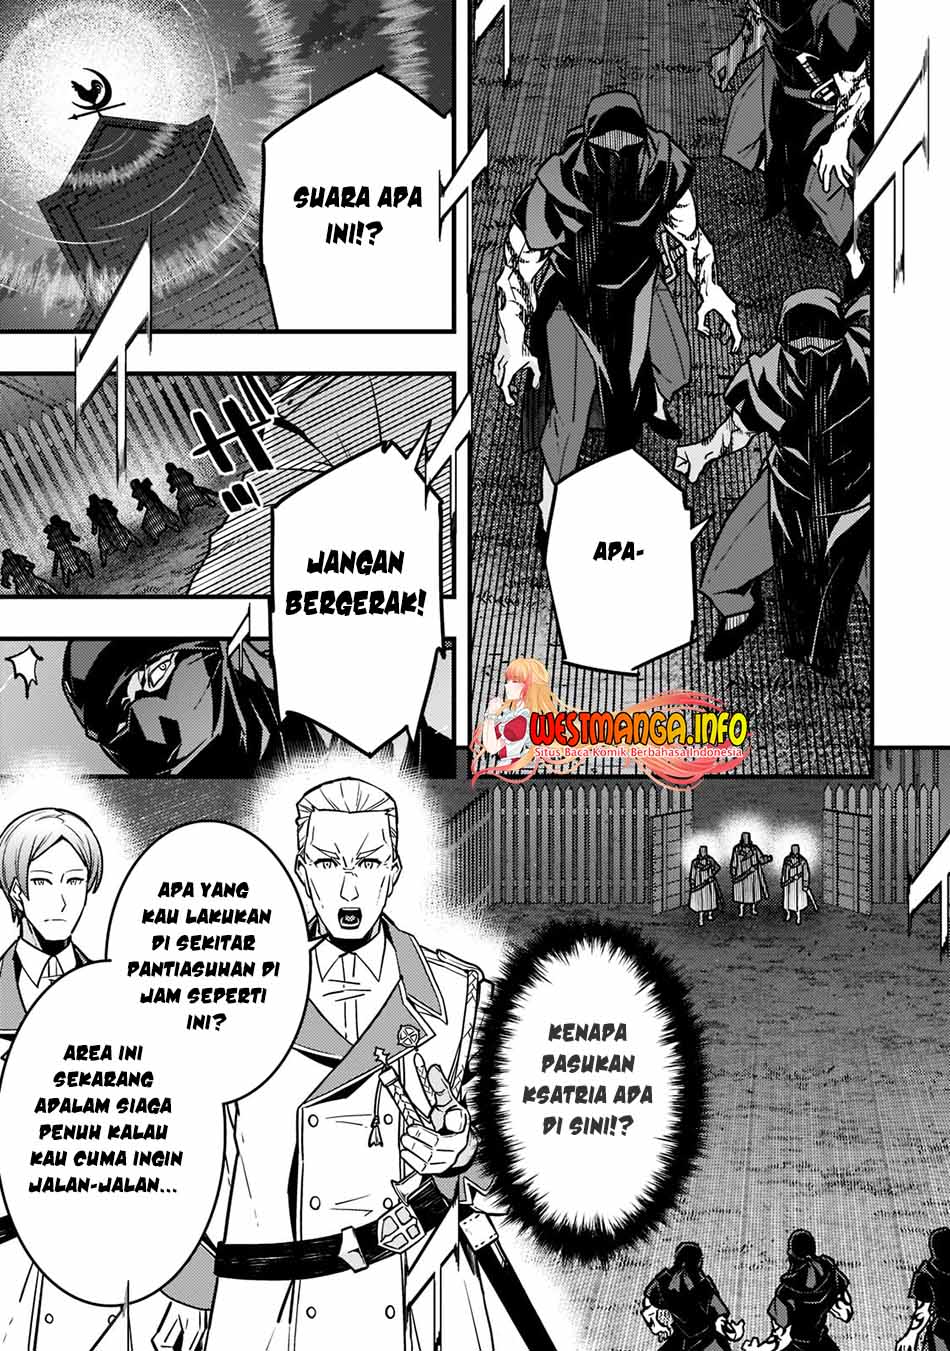 APA-
SUARA APA
INI!?
JANGAN
BERGERAK!
WESTMANGA.INFO
Situs Baca Komik Berbahasa Indonesia
KENAPA
PASUKAN
KSATRIA ADA
DI SINI!?
APA YANG
KAU LAKUKAN
DI SEKITAR
PANTIASUHAN DI
JAM SEPERTI
INI?
AREA INI
SEKARANG
ADALAM SIAGA
PENUH KALAU
KAU CUMA INGIN
JALAN-JALAN...